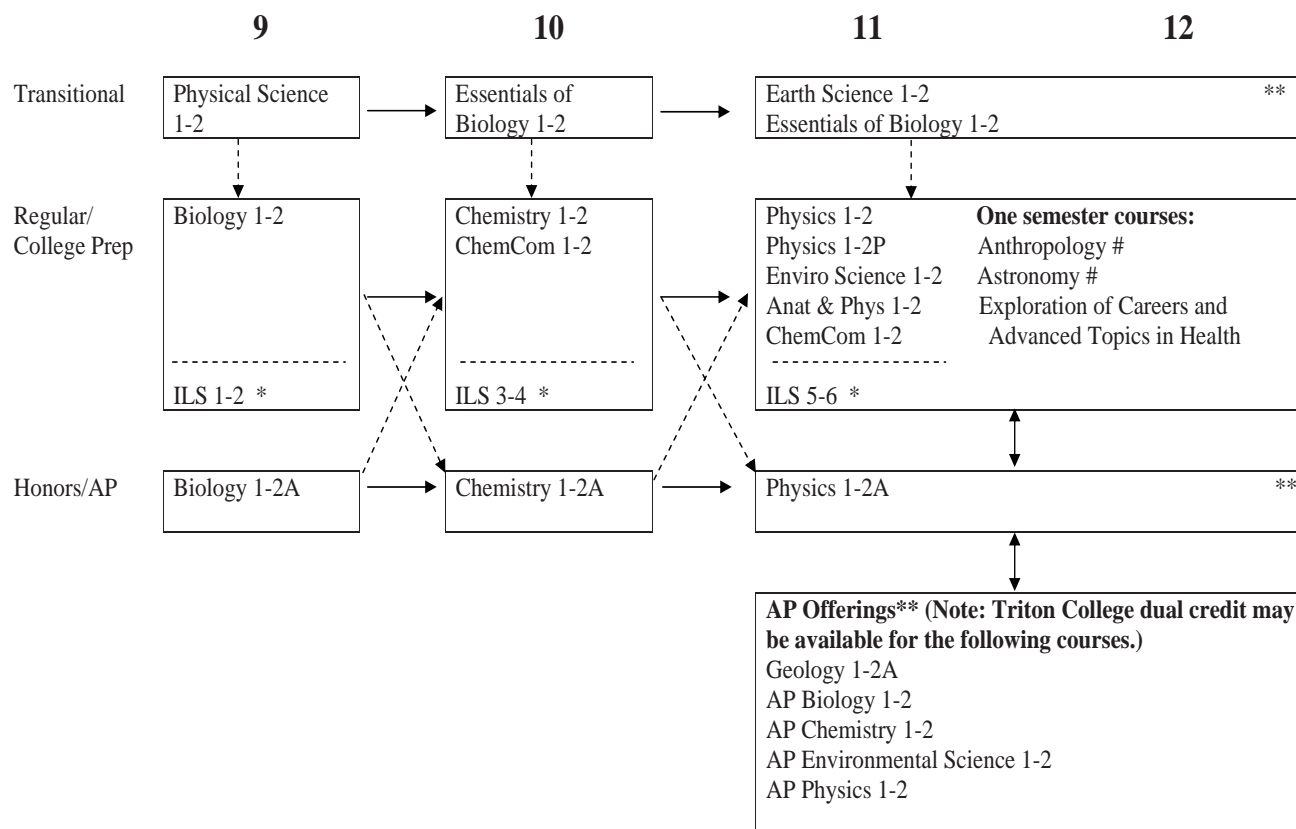 9 10 11 12
Transitional
Physical Science
1-2
Essentials of
Biology 1-2
Earth Science 1-2 **
Essentials of Biology 1-2
Regular/
College Prep
Biology 1-2
ILS 1-2 *
Chemistry 1-2
ChemCom 1-2
ILS 3-4 *
Physics 1-2
Physics 1-2P
Enviro Science 1-2
Anat & Phys 1-2
ChemCom 1-2
ILS 5-6 *
One semester courses:
Anthropology #
Astronomy #
Exploration of Careers and
Advanced Topics in Health
Honors/AP
Biology 1-2A
Chemistry 1-2A
Physics 1-2A **
AP Offerings** (Note: Triton College dual credit may
be available for the following courses.)
Geology 1-2A
AP Biology 1-2
AP Chemistry 1-2
AP Environmental Science 1-2
AP Physics 1-2